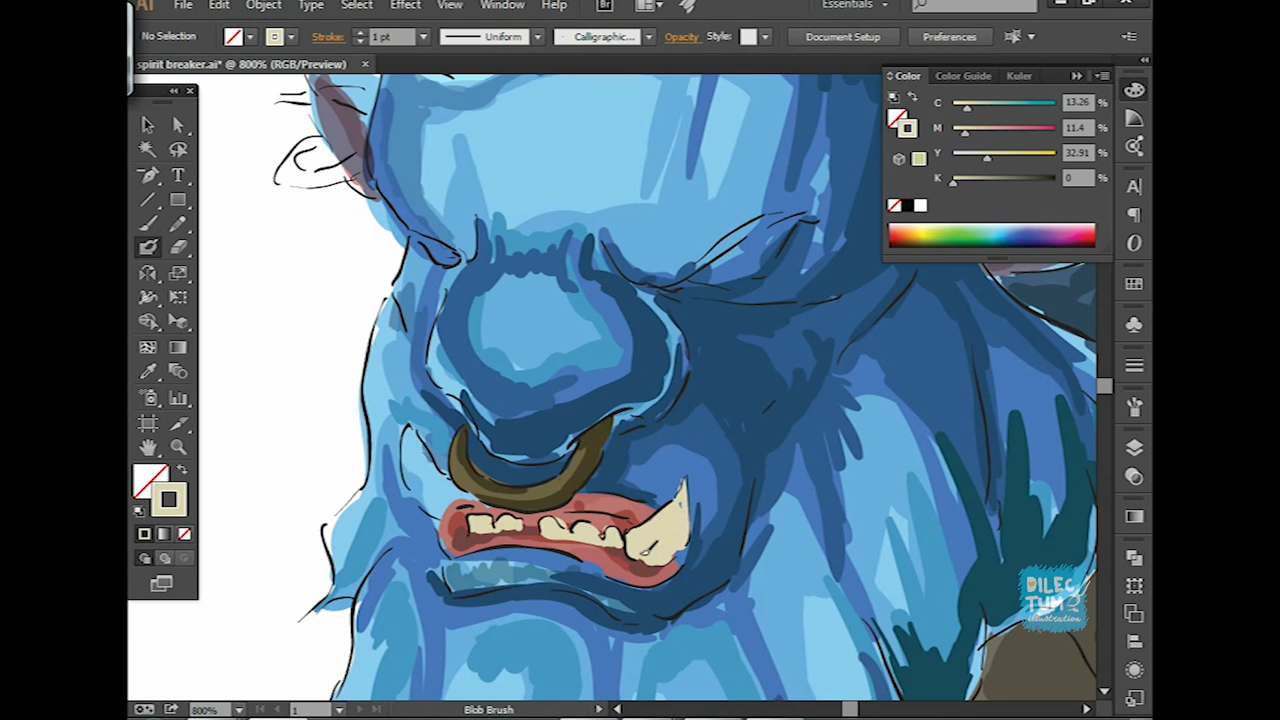 Ai File Edit Object Type Select Effect View Window Help Br Essentials
No Selection Stroke: 1 pt Uniform Calligraphic... Opacity Style: Document Setup Preferences
spirit breaker.ai* @ 800% (RGB/Preview)
Color Color Guide Kuler
C 13.26 %
M 11.4 %
Y 32.91 %
K 0 %
DILEC
TUM
illustration
800% 1 Blob Brush